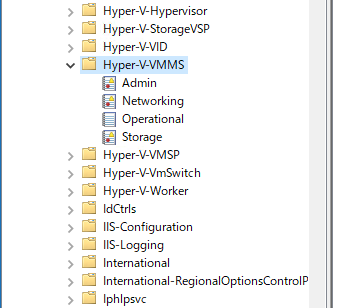 Hyper-V-Hypervisor
Hyper-V-StorageVSP
Hyper-V-VID
Hyper-V-VMMS
Admin
Networking
Operational
Storage
Hyper-V-VMSP
Hyper-V-VmSwitch
Hyper-V-Worker
IdCtrls
IIS-Configuration
IIS-Logging
International
International-RegionalOptionsControlP
Iphlpsvc